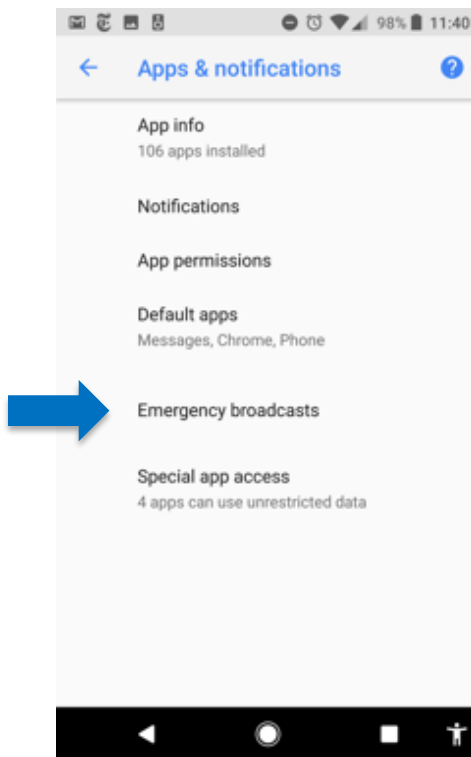 98% 11:40
Apps & notifications ?
App info
106 apps installed
Notifications
App permissions
Default apps
Messages, Chrome, Phone
Emergency broadcasts
Special app access
4 apps can use unrestricted data